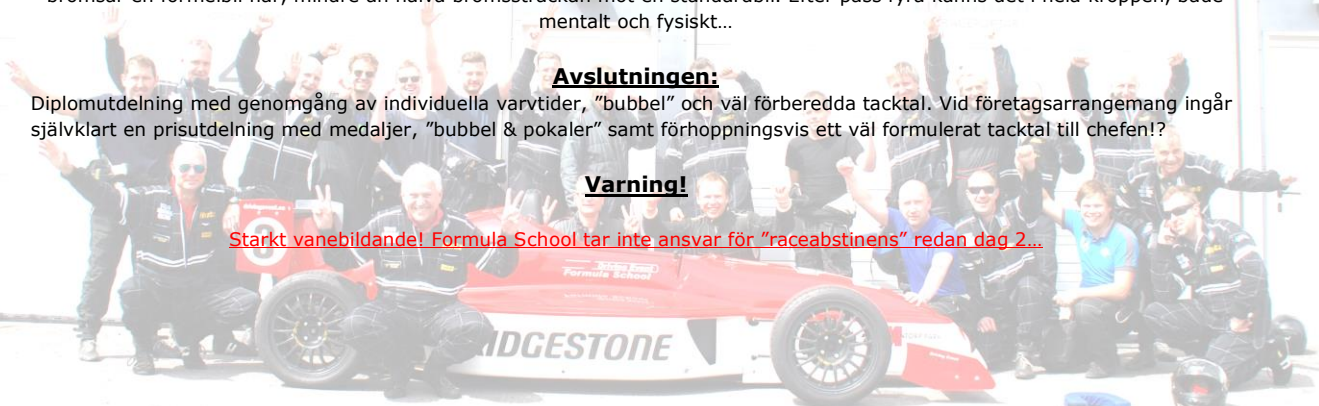 mentalt och fysiskt…
Avslutningen:
Diplomutdelning med genomgång av individuella varvtider, ”bubbel” och väl förberedda tacktal. Vid företagsarrangemang ingår
självklart en prisutdelning med medaljer, ”bubbel & pokaler” samt förhoppningsvis ett väl formulerat tacktal till chefen!?
Varning!
Starkt vanebildande! Formula School tar inte ansvar för ”raceabstinens” redan dag 2…
8
Formula School
IDGESTONE